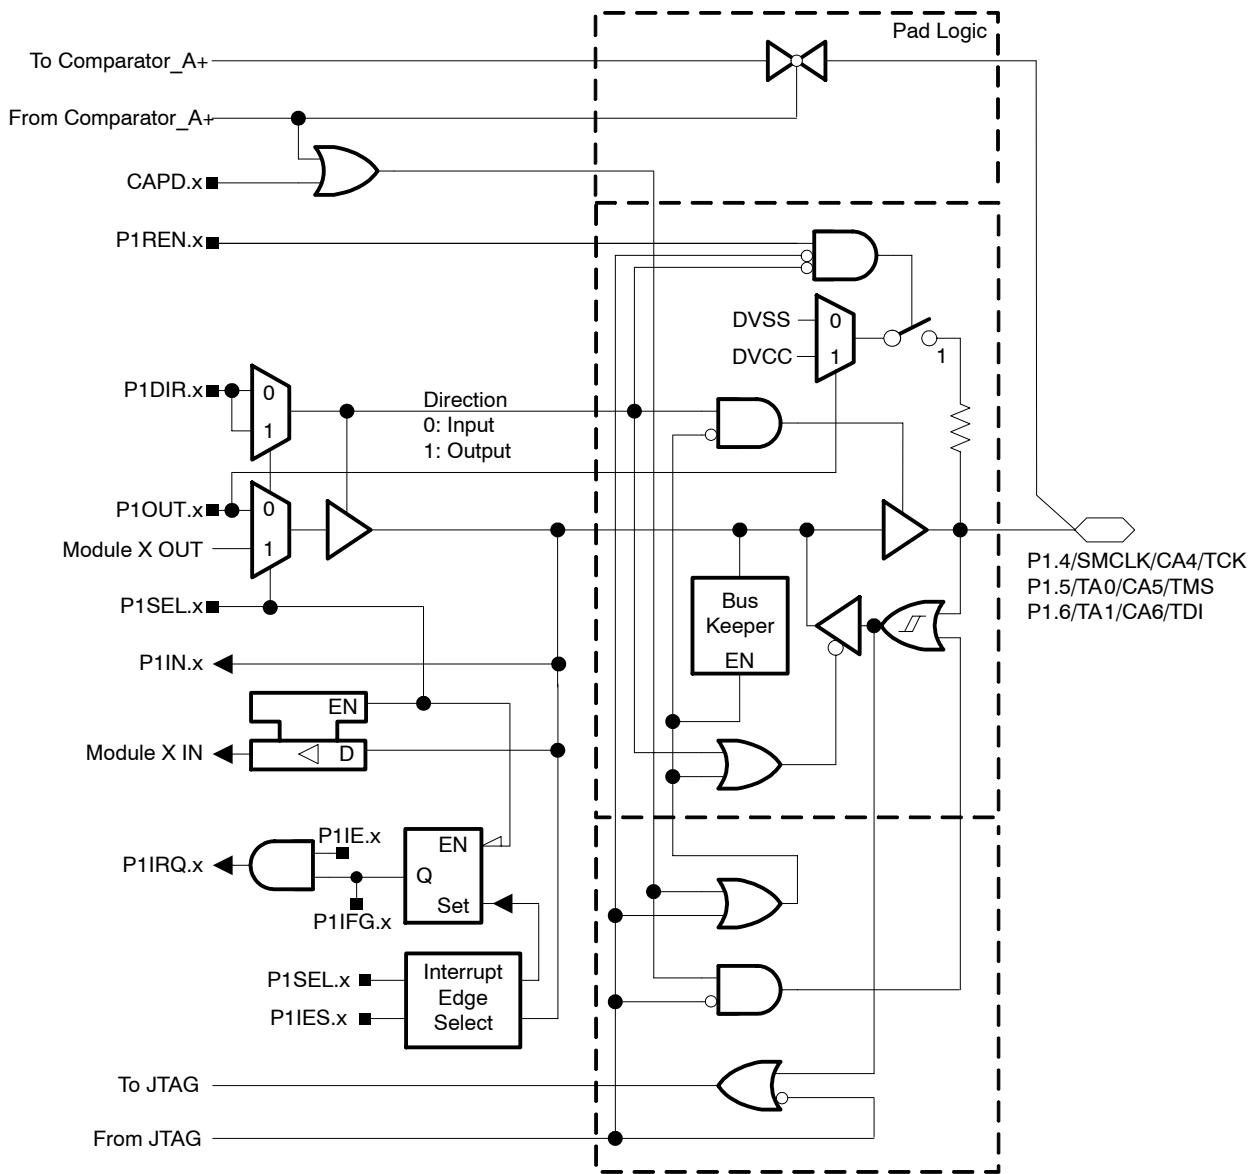 Pad Logic
To Comparator_A+
From Comparator_A+
CAPD.x
P1REN.x
DVSS
0
DVCC
1
1
P1DIR.x
0
1
Direction
0: Input
1: Output
P1OUT.x
0
Module X OUT
1
P1SEL.x
P1.4/SMCLK/CA4/TCK
P1.5/TA0/CA5/TMS
P1.6/TA1/CA6/TDI
Bus
Keeper
EN
P1IN.x
EN
Module X IN
D
P1IE.x
P1IRQ.x
P1IFG.x
EN
Q
Set
P1SEL.x
P1IES.x
Interrupt
Edge
Select
To JTAG
From JTAG